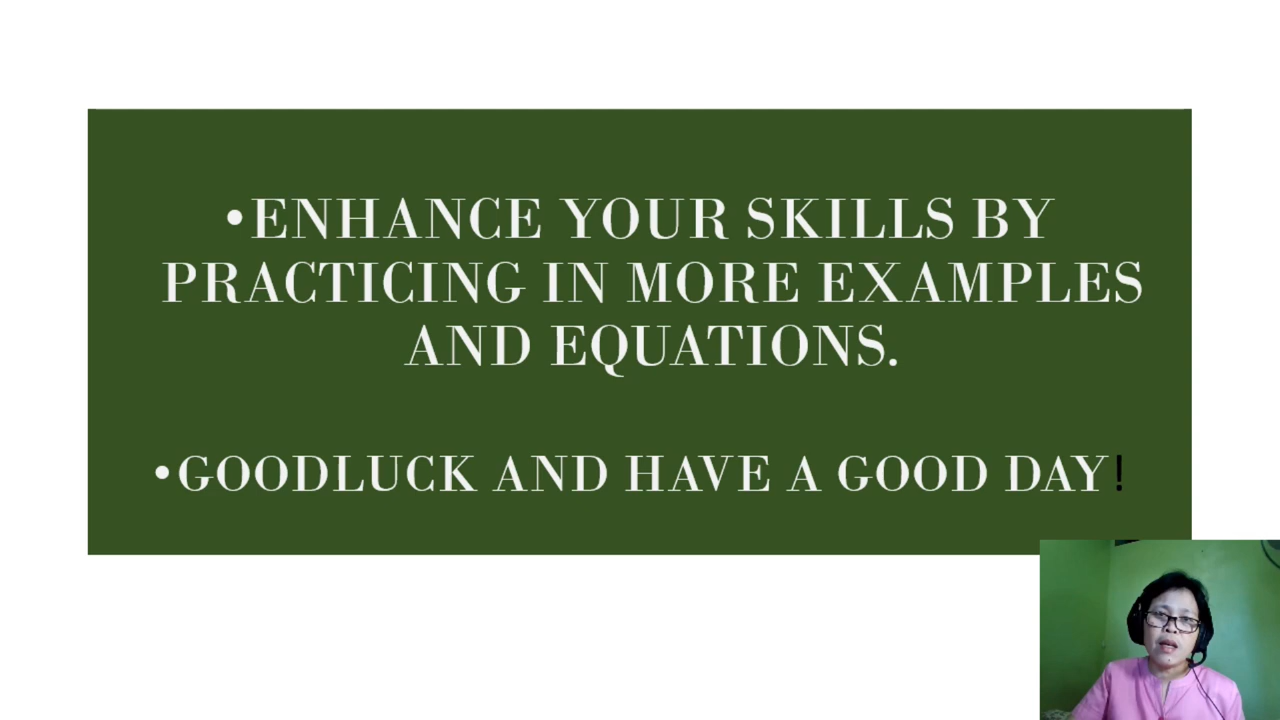 •ENHANCE YOUR SKILLS BY
PRACTICING IN MORE EXAMPLES
AND EQUATIONS.
•GOODLUCK AND HAVE A GOOD DAY!